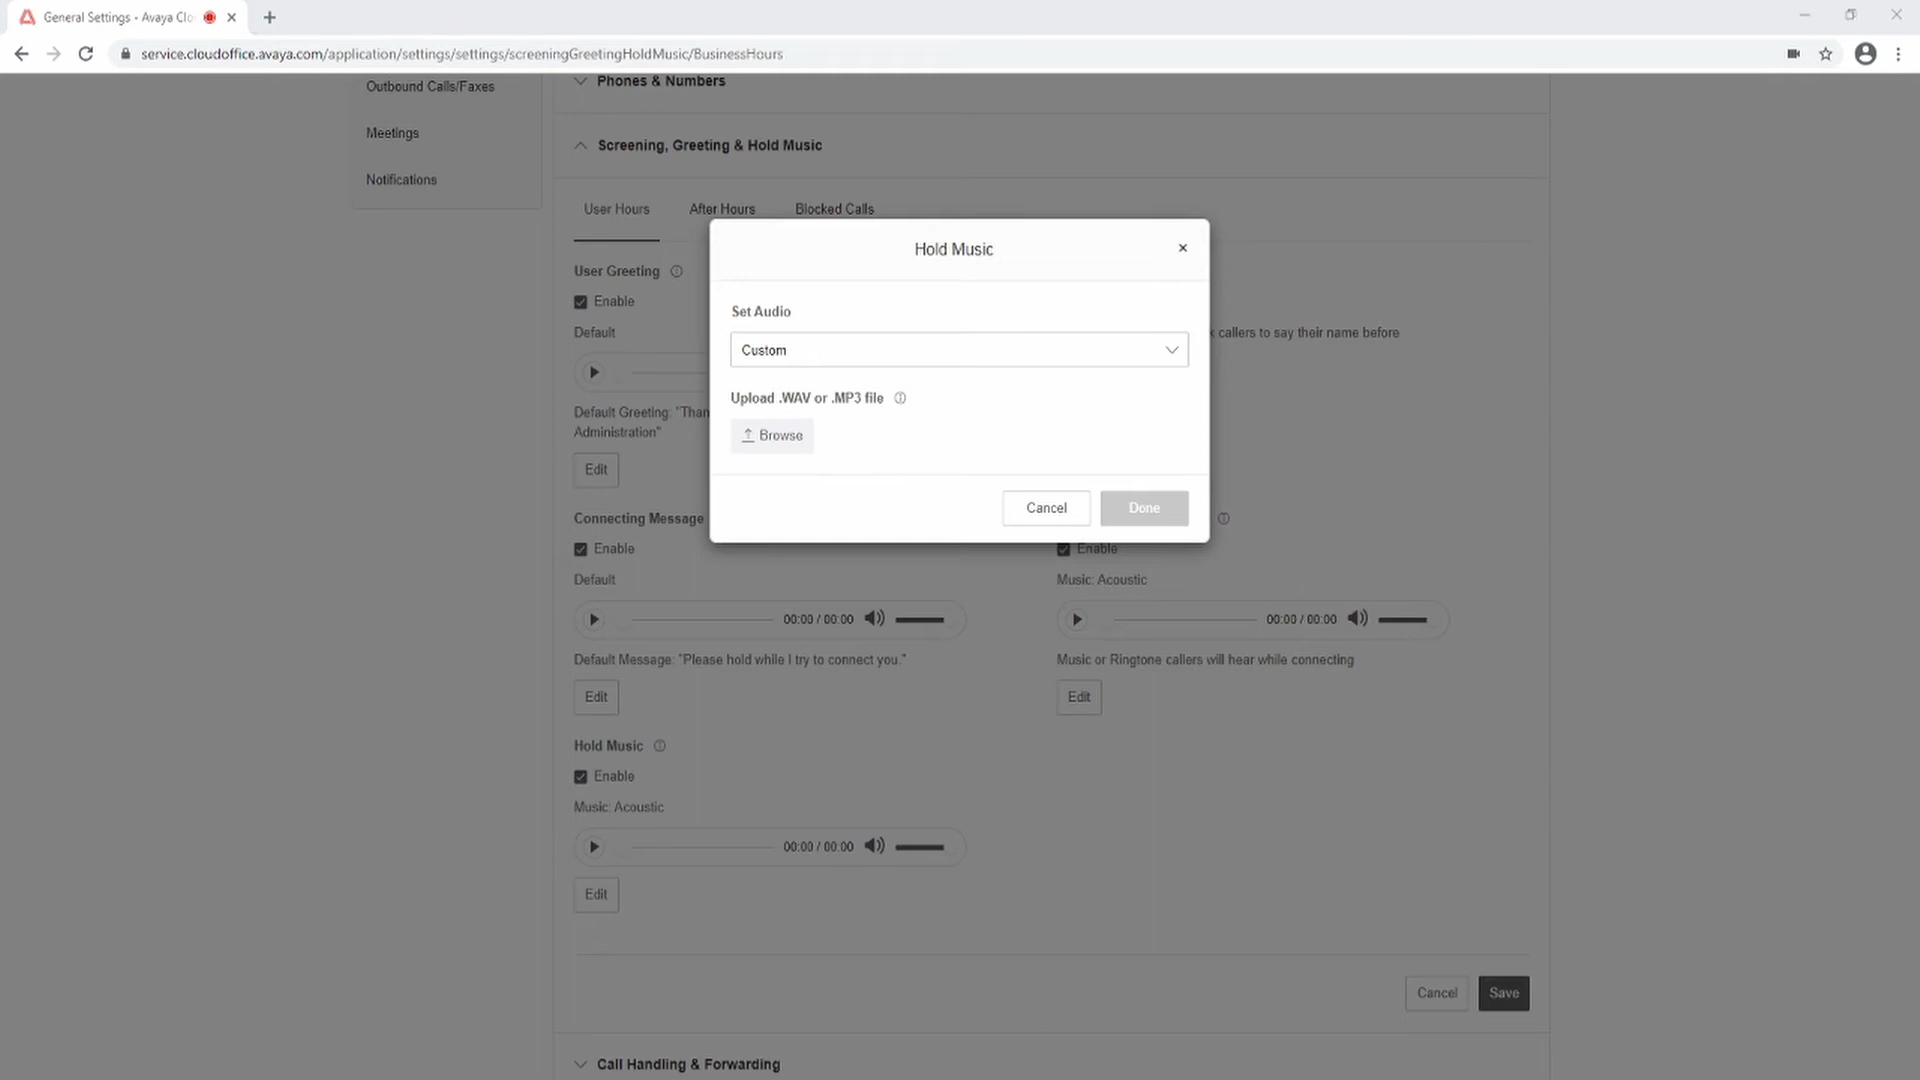 General Settings - Avaya Clo
service.cloudoffice.avaya.com/application/settings/settings/screeningGreetingHoldMusic/BusinessHours
Outbound Calls/Faxes
Meetings
Notifications
Phones & Numbers
Screening, Greeting & Hold Music
User Hours
After Hours
Blocked Calls
User Greeting
Enable
Default
Default Greeting: "Than
Administration"
Edit
callers to say their name before
Hold Music
Set Audio
Custom
Upload .WAV or .MP3 file
Browse
Cancel
Done
Connecting Message
Enable
Default
00:00 / 00:00
Default Message: "Please hold while I try to connect you."
Edit
Enable
Music: Acoustic
00:00 / 00:00
Music or Ringtone callers will hear while connecting
Edit
Hold Music
Enable
Music: Acoustic
00:00 / 00:00
Edit
Cancel
Save
Call Handling & Forwarding